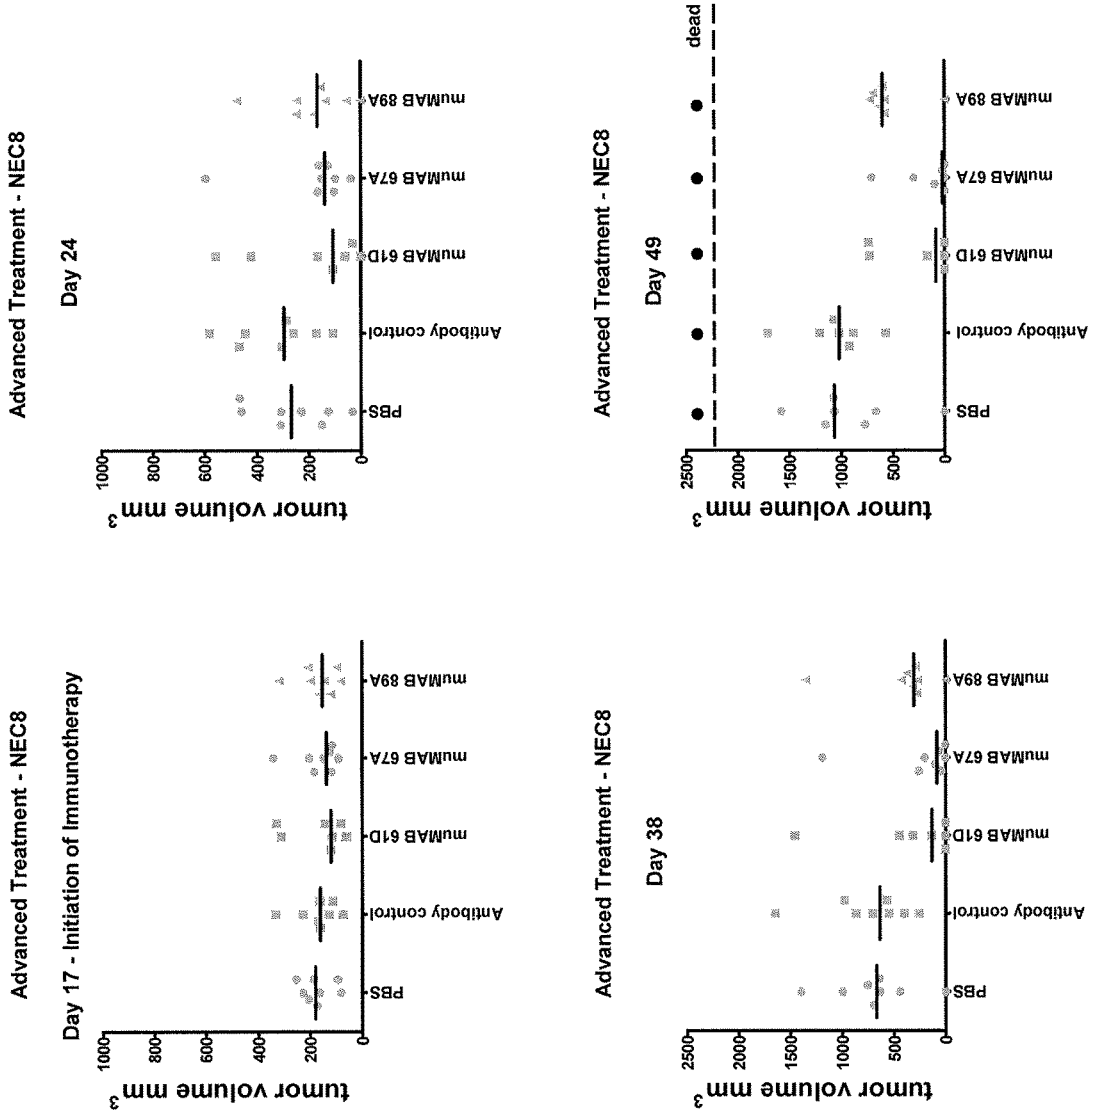 Advanced Treatment - NEC8
Day 17 - Initiation of Immunotherapy
tumor volume mm³
1000
800
600
400
200
0
PBS
Antibody control
muMAB 61D
muMAB 67A
muMAB 89A
Advanced Treatment - NEC8
Day 24
tumor volume mm³
1000
800
600
400
200
0
PBS
Antibody control
muMAB 61D
muMAB 67A
muMAB 89A
Advanced Treatment - NEC8
Day 38
tumor volume mm³
2500
2000
1500
1000
500
0
PBS
Antibody control
muMAB 61D
muMAB 67A
muMAB 89A
Advanced Treatment - NEC8
Day 49
dead
tumor volume mm³
2500
2000
1500
1000
500
0
PBS
Antibody control
muMAB 61D
muMAB 67A
muMAB 89A